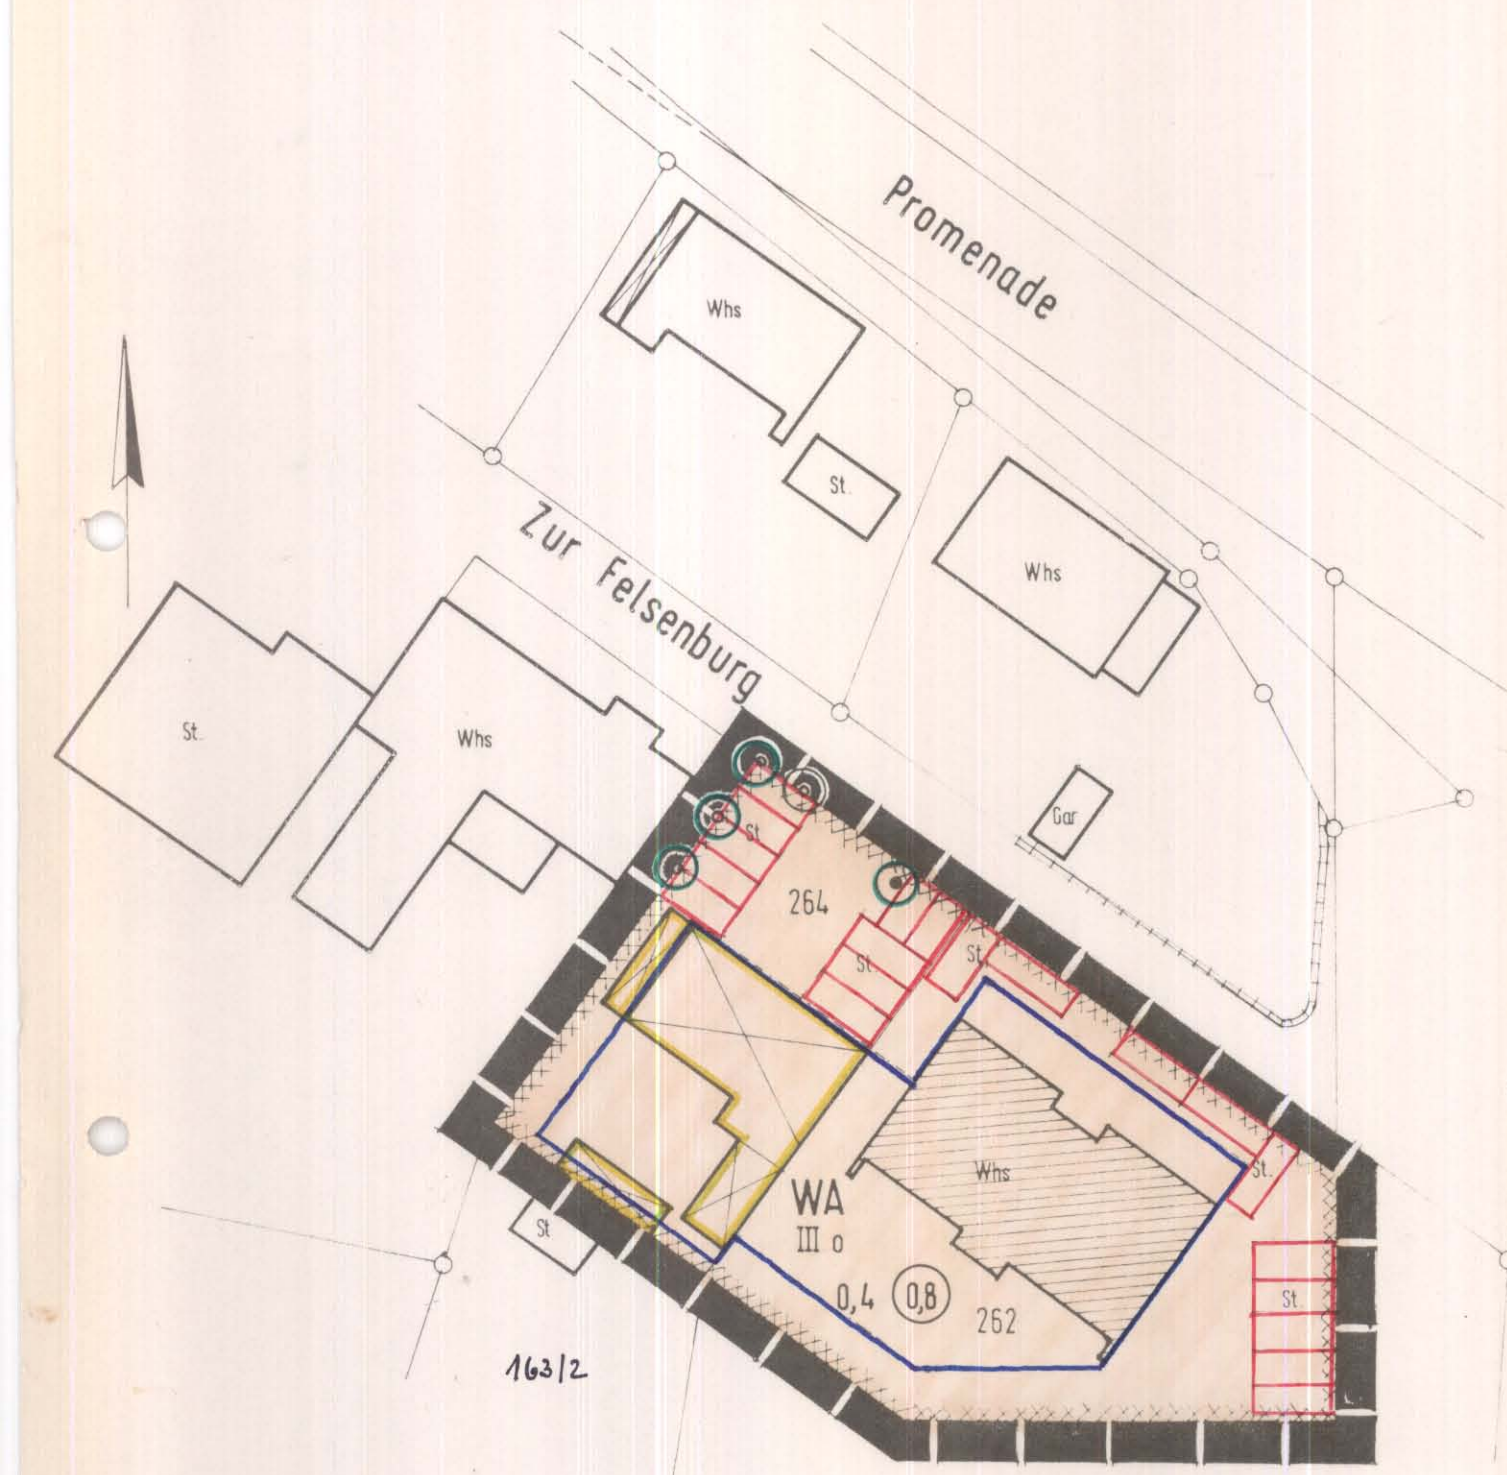 Promenade
Whs
St.
Zur Felsenburg
Whs
St.
Whs
Gar
St
264
St.
St.
WA
III o
Whs
St.
0,4 0,8
262
St
St
163/2